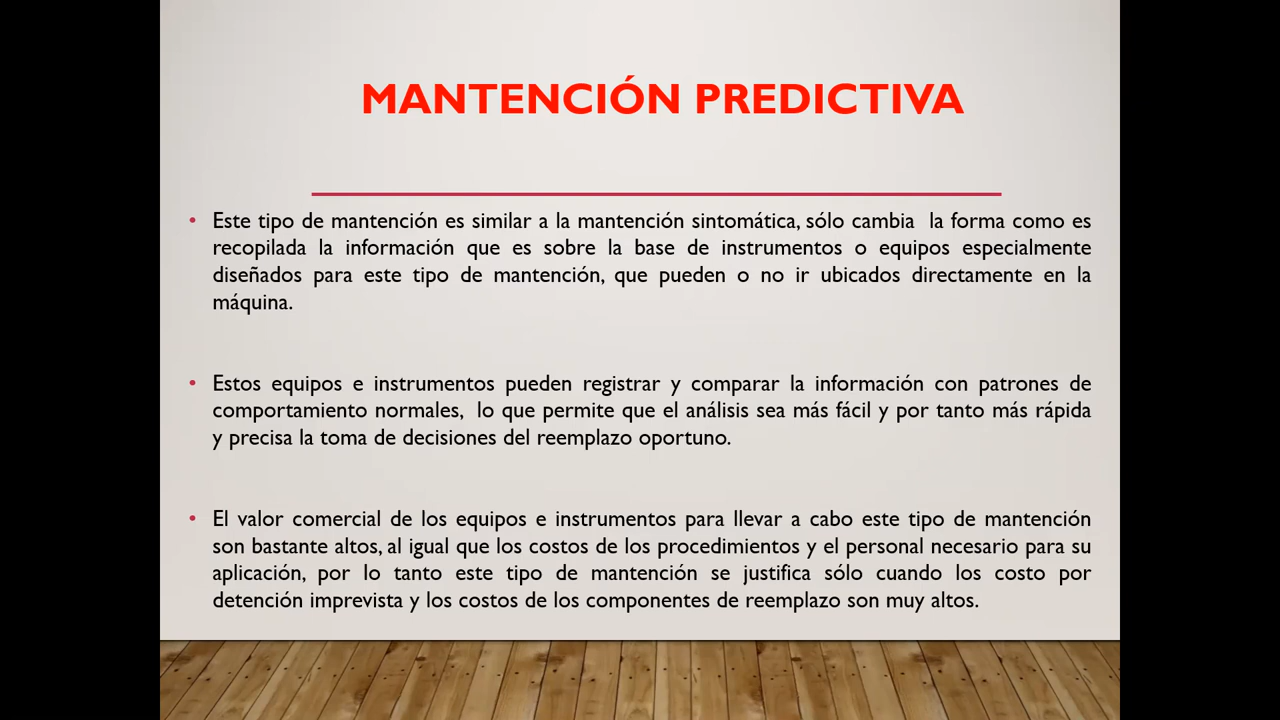 MANTENCIÓN PREDICTIVA
• Este tipo de mantención es similar a la mantención sintomática, sólo cambia  la forma como es
recopilada la información que es sobre la base de instrumentos o equipos especialmente
diseñados para este tipo de mantención, que pueden o no ir ubicados directamente en la
máquina.
• Estos equipos e instrumentos pueden registrar y comparar la información con patrones de
comportamiento normales,  lo que permite que el análisis sea más fácil y por tanto más rápida
y precisa la toma de decisiones del reemplazo oportuno.
• El valor comercial de los equipos e instrumentos para llevar a cabo este tipo de mantención
son bastante altos, al igual que los costos de los procedimientos y el personal necesario para su
aplicación, por lo tanto este tipo de mantención se justifica sólo cuando los costo por
detención imprevista y los costos de los componentes de reemplazo son muy altos.